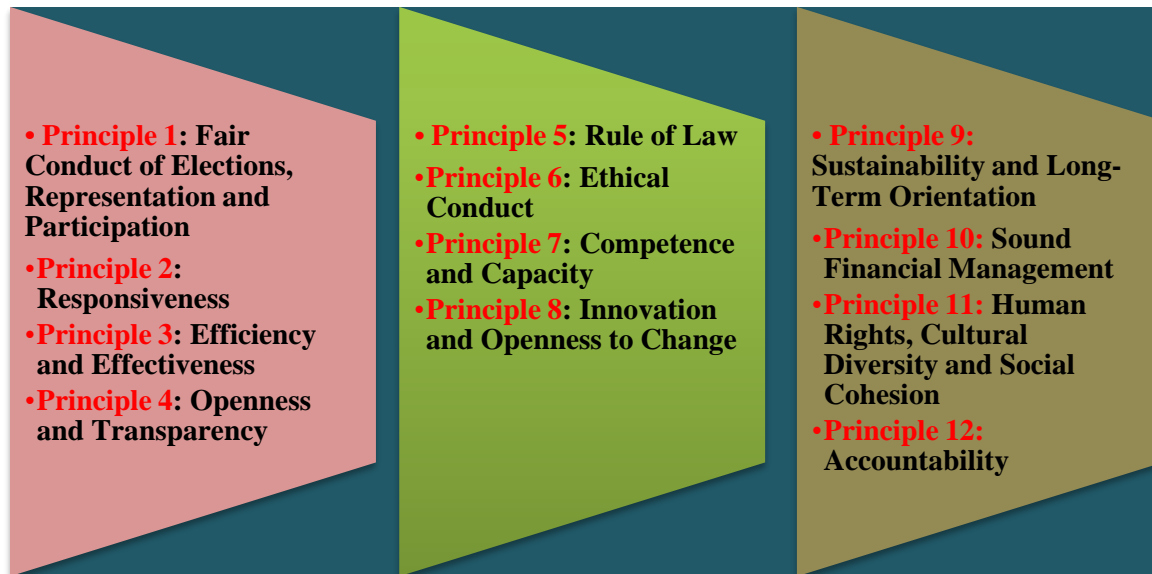 • Principle 1: Fair
Conduct of Elections,
Representation and
Participation
•Principle 2:
Responsiveness
•Principle 3: Efficiency
and Effectiveness
•Principle 4: Openness
and Transparency
• Principle 5: Rule of Law
•Principle 6: Ethical
Conduct
•Principle 7: Competence
and Capacity
•Principle 8: Innovation
and Openness to Change
• Principle 9:
Sustainability and Long-
Term Orientation
•Principle 10: Sound
Financial Management
•Principle 11: Human
Rights, Cultural
Diversity and Social
Cohesion
•Principle 12:
Accountability